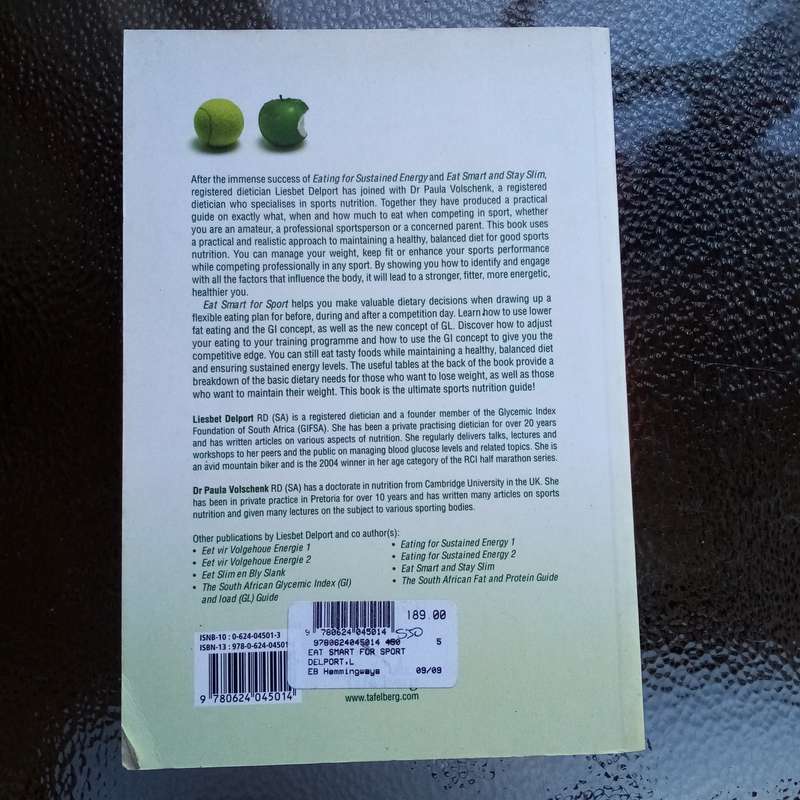 After the immense success of Eating for Sustained Energy and Eat Smart and Stay Slim,
registered dietician Liesbet Delport has joined with Dr Paula Volschenk, a registered
dietician who specialises in sports nutrition. Together they have produced a practical
guide on exactly what, when and how much to eat when competing in sport, whether
you are an amateur, a professional sportsperson or a concerned parent. This book uses
a practical and realistic approach to maintaining a healthy, balanced diet for good sports
nutrition. You can manage your weight, keep fit or enhance your sports performance
while competing professionally in any sport. By showing you how to identify and engage
with all the factors that influence the body, it will lead to a stronger, fitter, more energetic,
healthier you.
Eat Smart for Sport helps you make valuable dietary decisions when drawing up a
flexible eating plan for before, during and after a competition day. Learn how to use lower
fat eating and the GI concept, as well as the new concept of GL. Discover how to adjust
your eating to your training programme and how to use the GI concept to give you the
competitive edge. You can still eat tasty foods while maintaining a healthy, balanced diet
and ensuring sustained energy levels. The useful tables at the back of the book provide a
breakdown of the basic dietary needs for those who want to lose weight, as well as those
who want to maintain their weight. This book is the ultimate sports nutrition guide!
Liesbet Delport RD (SA) is a registered dietician and a founder member of the Glycemic Index
Foundation of South Africa (GIFSA). She has been a private practising dietician for over 20 years
and has written articles on various aspects of nutrition. She regularly delivers talks, lectures and
workshops to her peers and the public on managing blood glucose levels and related topics. She is
an avid mountain biker and is the 2004 winner in her age category of the RCI half marathon series.
Dr Paula Volschenk RD (SA) has a doctorate in nutrition from Cambridge University in the UK. She
has been in private practice in Pretoria for over 10 years and has written many articles on sports
nutrition and given many lectures on the subject to various sporting bodies.
Other publications by Liesbet Delport and co author(s):
• Eet vir Volgehoue Energie 1
• Eet vir Volgehoue Energie 2
• Eet Slim en Bly Slank
• The South African Glycemic Index (GI)
and load (GL) Guide
• Eating for Sustained Energy 1
• Eating for Sustained Energy 2
• Eat Smart and Stay Slim
• The South African Fat and Protein Guide
189.00
9 780624 045014
9780624045014 5
EAT SMART FOR SPORT
DELPORT,L
EB Hemmingways 09/09
ISNB-10 : 0-624-04501-3
ISBN-13 : 978-0-624-04501
9 780624 045014
www.tafelberg.com